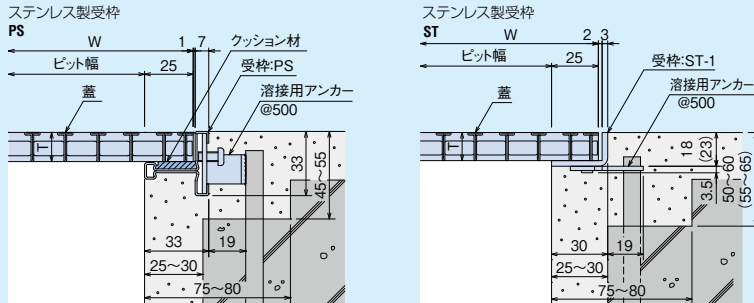 ステンレス製受枠
PS
W
1
7
クッション材
ピット幅
25
受枠:PS
蓋
溶接用アンカー
@500
T
33
45～55
33
19
25～30
75～80
ステンレス製受枠
ST
W
2
3
ピット幅
25
受枠:ST-1
蓋
溶接用アンカー
@500
T
18
(23)
3.5
50～60
(55～65)
30
19
25～30
75～80